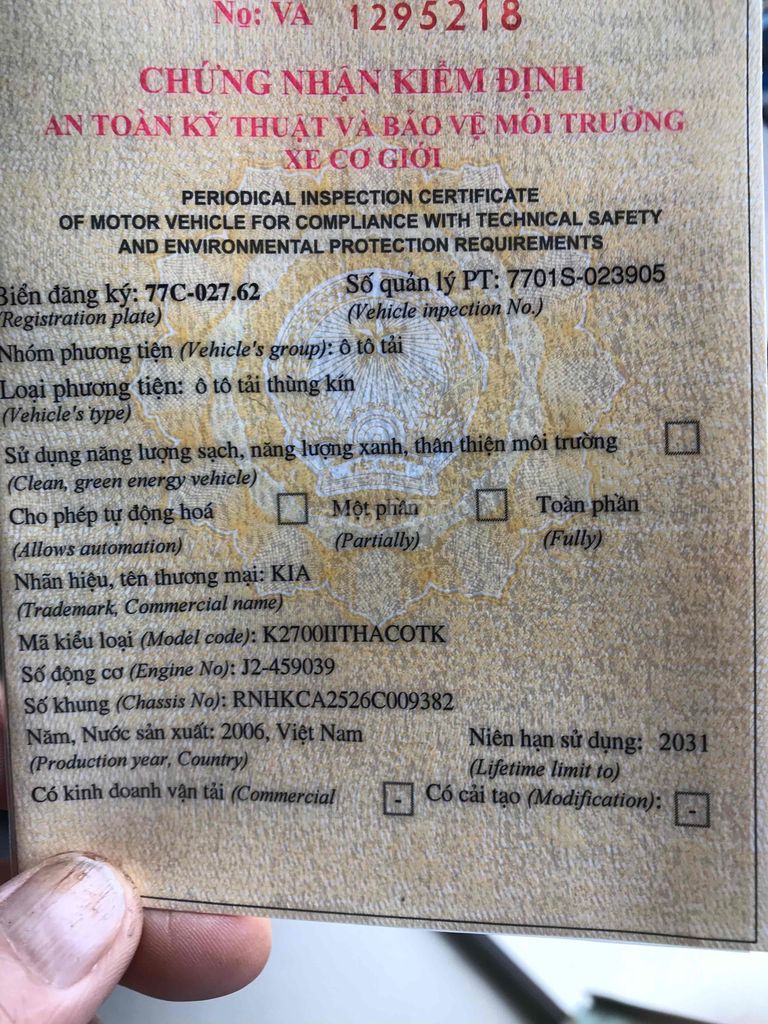 No: VA 1295218
CHỨNG NHẬN KIỂM ĐỊNH
AN TOÀN KỸ THUẬT VÀ BẢO VỆ MÔI TRƯỜNG
XE CƠ GIỚI
PERIODICAL INSPECTION CERTIFICATE
OF MOTOR VEHICLE FOR COMPLIANCE WITH TECHNICAL SAFETY
AND ENVIRONMENTAL PROTECTION REQUIREMENTS
Biển đăng ký: 77C-027.62 Số quản lý PT: 7701S-023905
(Registration plate) (Vehicle inpection No.)
Nhóm phương tiện (Vehicle's group): ô tô tải
Loại phương tiện: ô tô tải thùng kín
(Vehicle's type)
Sử dụng năng lượng sạch, năng lượng xanh, thân thiện môi trường
(Clean, green energy vehicle)
Cho phép tự động hoá Một phần Toàn phần
(Allows automation) (Partially) (Fully)
Nhãn hiệu, tên thương mại: KIA
(Trademark, Commercial name)
Mã kiểu loại (Model code): K2700IITHACOTK
Số động cơ (Engine No): J2-459039
Số khung (Chassis No): RNHKCA2526C009382
Năm, Nước sản xuất: 2006, Việt Nam Niên hạn sử dụng: 2031
(Production year, Country) (Lifetime limit to)
Có kinh doanh vận tải (Commercial - Có cải tạo (Modification): -